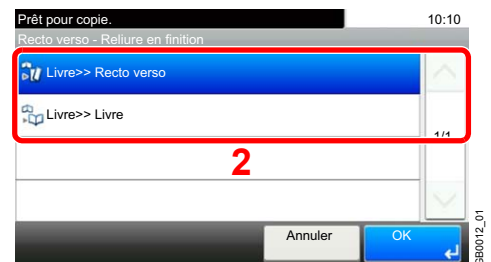 Prêt pour copie. 10:10
Recto verso - Reliure en finition
Livre>> Recto verso
Livre>> Livre
1/1
2
Annuler OK
GB0012_01